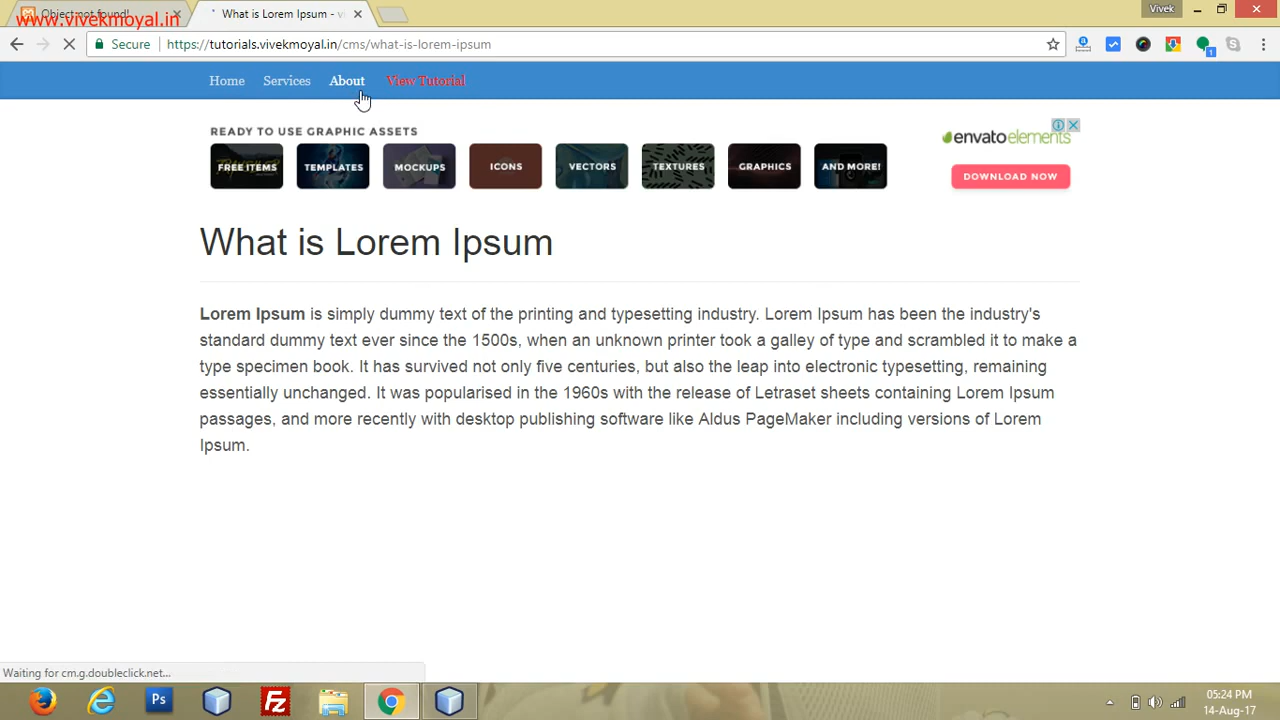 Object not found!
www.vivekmoyal.in
What is Lorem Ipsum - vi
Vivek
Secure
https://tutorials.vivekmoyal.in/cms/what-is-lorem-ipsum
1
Home
Services
About
View Tutorial
READY TO USE GRAPHIC ASSETS
FREE ITEMS
TEMPLATES
MOCKUPS
ICONS
VECTORS
TEXTURES
GRAPHICS
AND MORE!
envato elements
DOWNLOAD NOW
What is Lorem Ipsum
Lorem Ipsum is simply dummy text of the printing and typesetting industry. Lorem Ipsum has been the industry's
standard dummy text ever since the 1500s, when an unknown printer took a galley of type and scrambled it to make a
type specimen book. It has survived not only five centuries, but also the leap into electronic typesetting, remaining
essentially unchanged. It was popularised in the 1960s with the release of Letraset sheets containing Lorem Ipsum
passages, and more recently with desktop publishing software like Aldus PageMaker including versions of Lorem
Ipsum.
Waiting for cm.g.doubleclick.net...
Ps
Fz
05:24 PM
14-Aug-17